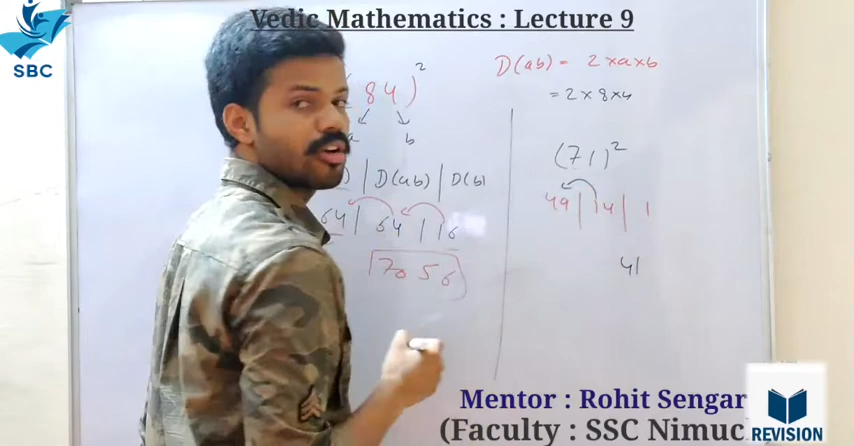 Vedic Mathematics : Lecture 9
SBC
84)²
a b
) | D(ab) | D(b)
64 | 64 | 16
7056
D(ab) = 2×a×b
= 2×8×4
(71)²
49 | 14 | 1
41
Mentor : Rohit Sengar
(Faculty : SSC Nimuc
REVISION